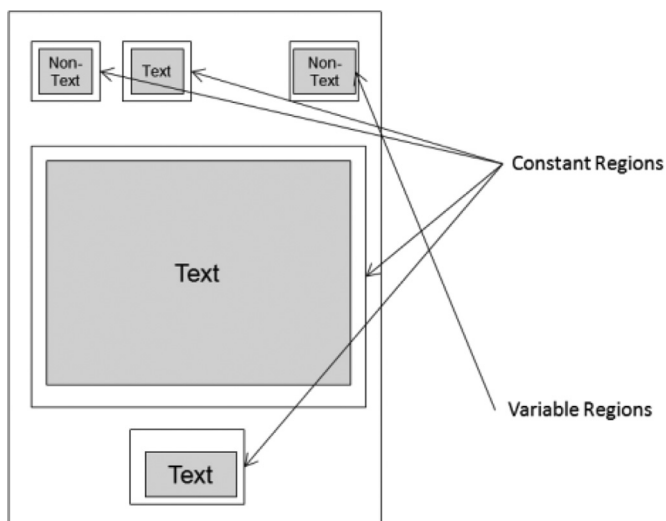 Non-
Text
Text
Non-
Text
Constant Regions
Text
Variable Regions
Text